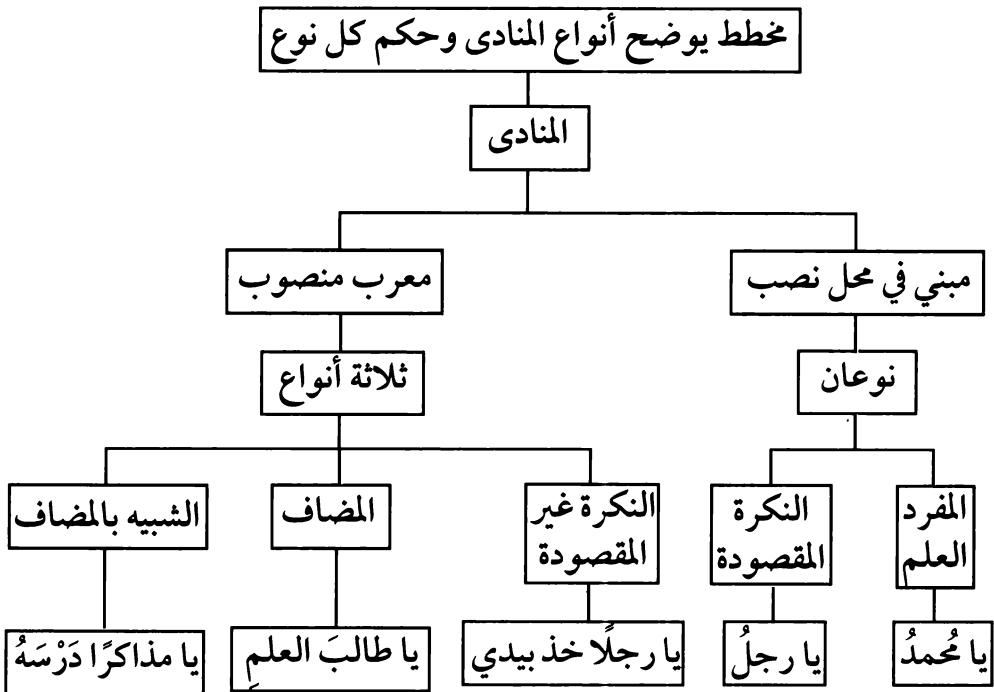 مخطط يوضح أنواع المنادى وحكم كل نوع
المنادى
مبني في محل نصب
معرب منصوب
نوعان
ثلاثة أنواع
المفرد
العلم
النكرة
المقصودة
النكرة غير
المقصودة
المضاف
الشبيه بالمضاف
يا مُحمدُ
يا رجلُ
يا رجلًا خذ بيدي
يا طالبَ العلمِ
يا مذاكرًا دَرْسَهُ